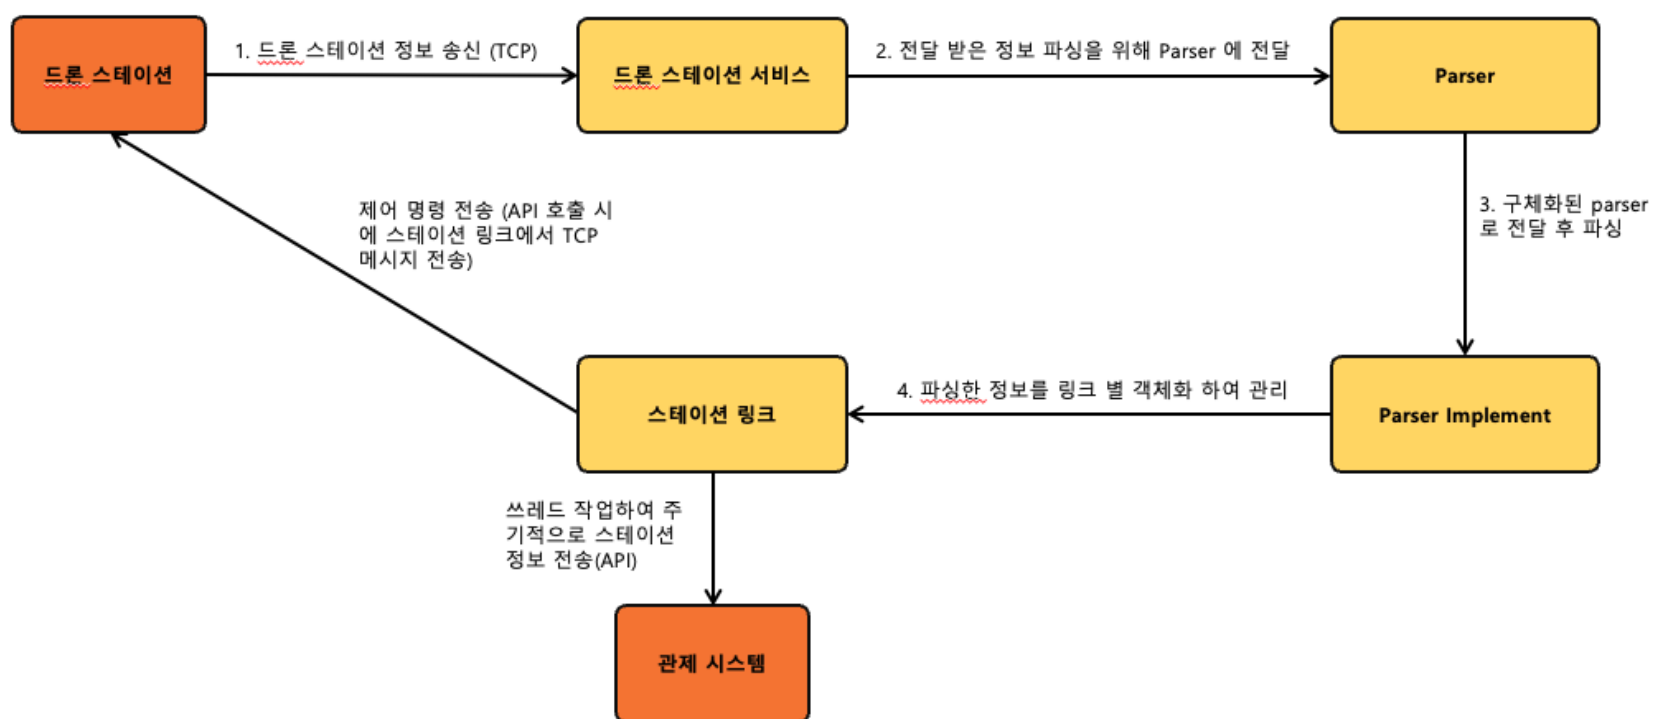 드론 스테이션
1. 드론 스테이션 정보 송신 (TCP)
드론 스테이션 서비스
2. 전달 받은 정보 파싱을 위해 Parser 에 전달
Parser
3. 구체화된 parser
로 전달 후 파싱
제어 명령 전송 (API 호출 시
에 스테이션 링크에서 TCP
메시지 전송)
스테이션 링크
4. 파싱한 정보를 링크 별 객체화 하여 관리
Parser Implement
쓰레드 작업하여 주
기적으로 스테이션
정보 전송(API)
관제 시스템